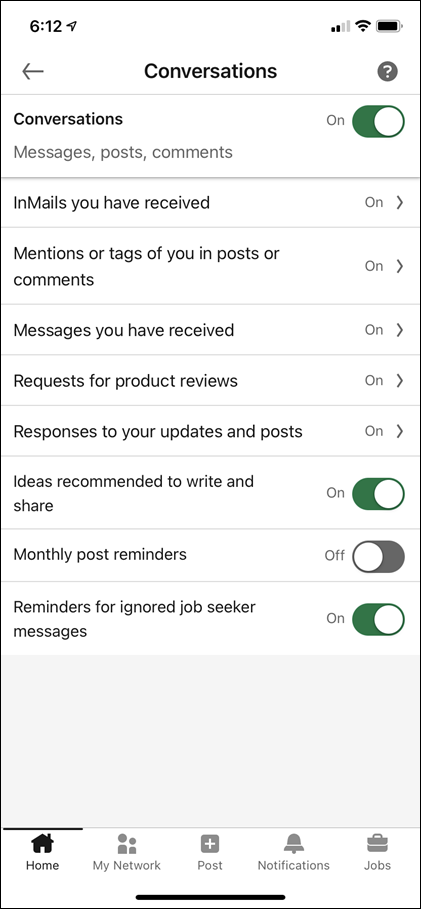 6:12
Conversations
Conversations On
Messages, posts, comments
InMails you have received On
Mentions or tags of you in posts or
comments On
Messages you have received On
Requests for product reviews On
Responses to your updates and posts On
Ideas recommended to write and
share On
Monthly post reminders Off
Reminders for ignored job seeker
messages On
Home My Network Post Notifications Jobs